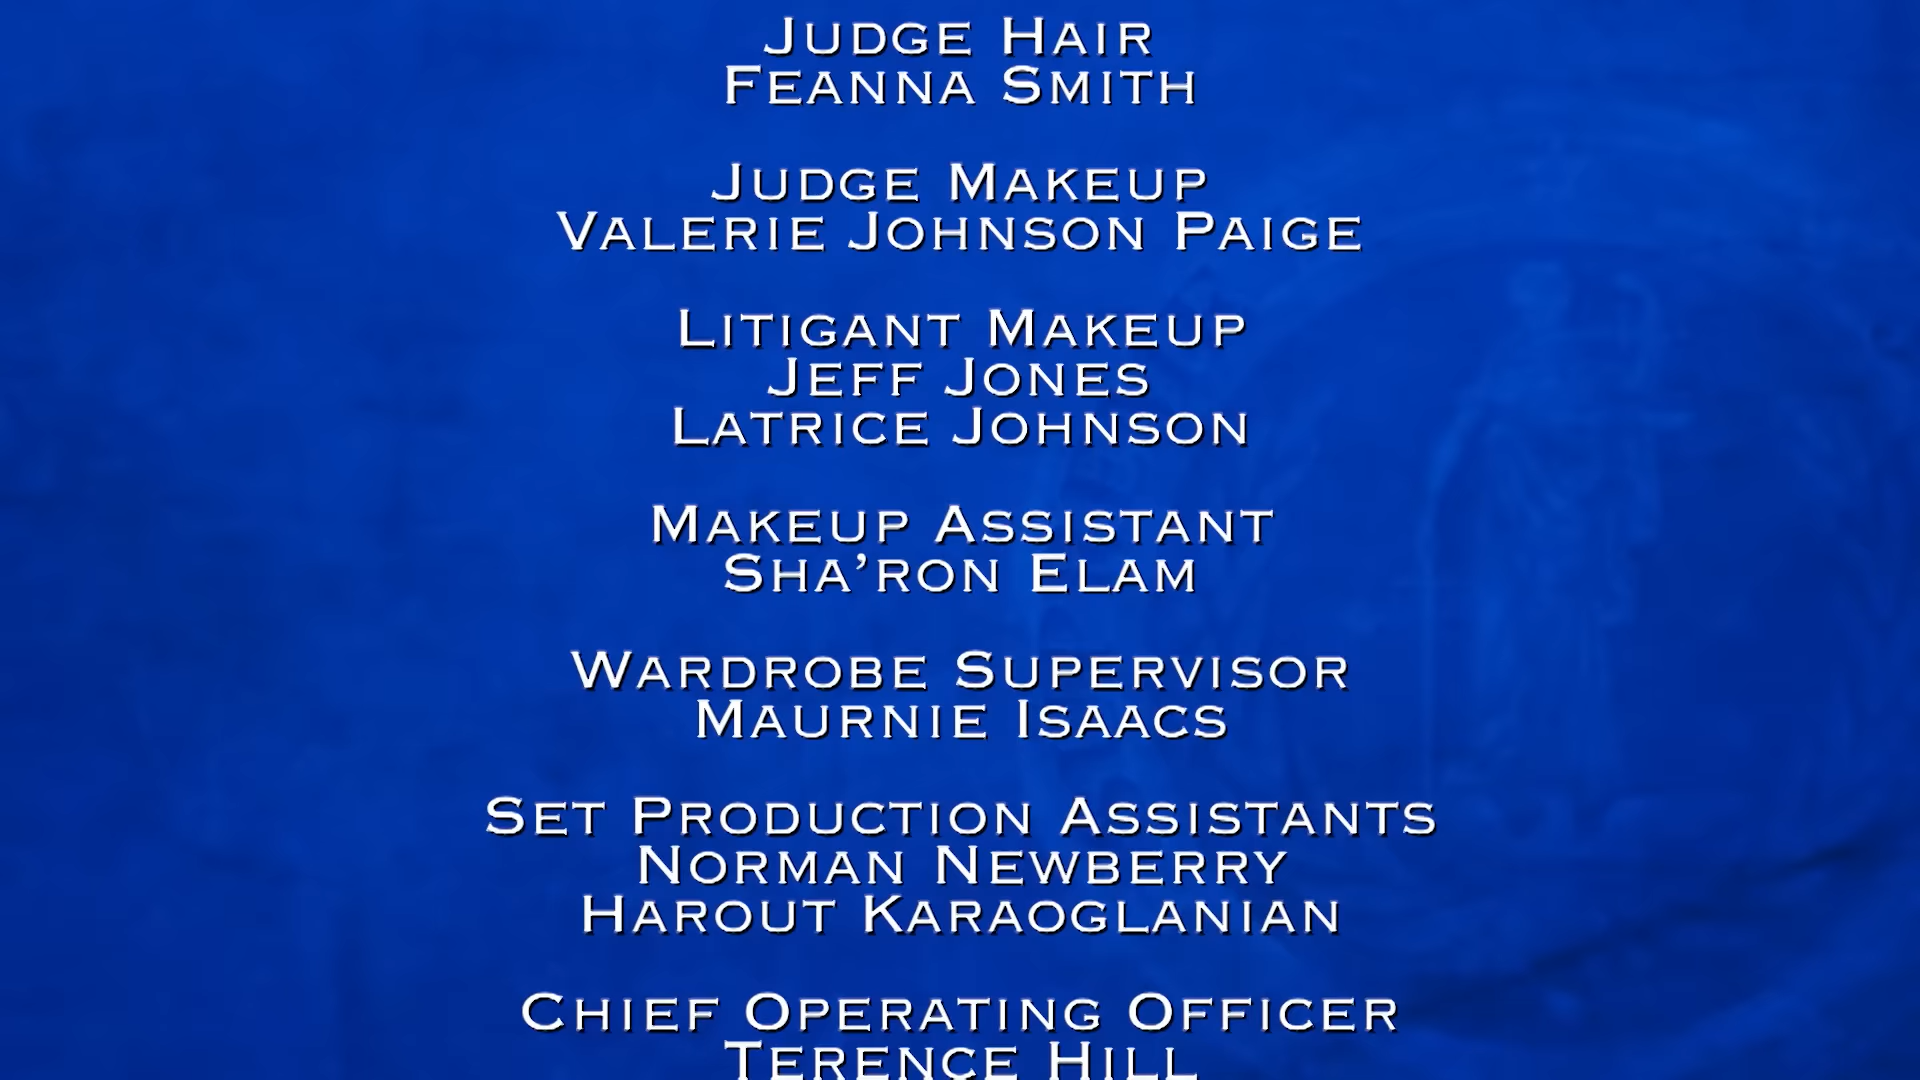 Judge Hair
Feanna Smith
Judge Makeup
Valerie Johnson Paige
Litigant Makeup
Jeff Jones
Latrice Johnson
Makeup Assistant
Sha’ron Elam
Wardrobe Supervisor
Maurnie Isaacs
Set Production Assistants
Norman Newberry
Harout Karaoglanian
Chief Operating Officer
Terence Hill